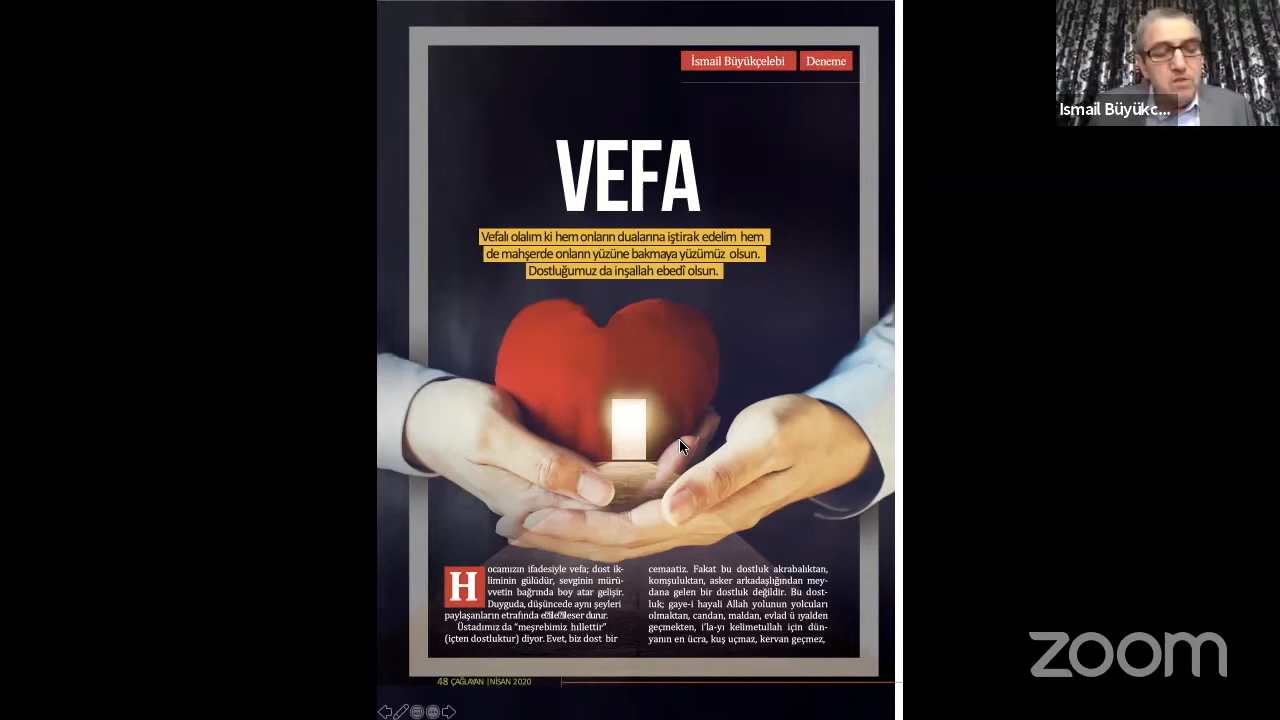 İsmail Büyükçelebi
Deneme
Ismail Büyükc...
VEFA
Vefalı olalım ki hem onların dualarına iştirak edelim hem
de mahşerde onların yüzüne bakmaya yüzümüz olsun.
Dostluğumuz da inşallah ebedî olsun.
Hocamızın ifadesiyle vefa; dost ik-
liminin gülüdür, sevginin mürü-
vvetin bağrında boy atar gelişir.
Duyguda, düşüncede aynı şeyleri
paylaşanların etrafında durur.
Üstadımız da “meşrebimiz hıllettir”
(içten dostluktur) diyor. Evet, biz dost bir
cemaatiz. Fakat bu dostluk akrabalıktan,
komşuluktan, asker arkadaşlığından mey-
dana gelen bir dostluk değildir. Bu dost-
luk; gaye-i hayali Allah yolunun yolcuları
olmaktan, candan, maldan, evlad ü ıyalden
geçmekten, i’la-yı kelimetullah için dün-
yanın en ücra, kuş uçmaz, kervan geçmez,
48 ÇAĞLAYAN | NİSAN 2020
zoom